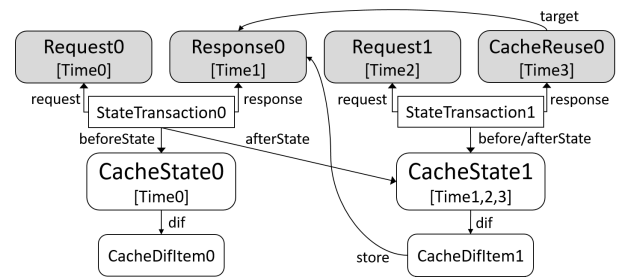 target
Request0
[Time0]
Response0
[Time1]
Request1
[Time2]
CacheReuse0
[Time3]
request
StateTransaction0
response
request
StateTransaction1
response
beforeState
afterState
before/afterState
CacheState0
[Time0]
CacheState1
[Time1,2,3]
dif
dif
CacheDifItem0
store
CacheDifItem1